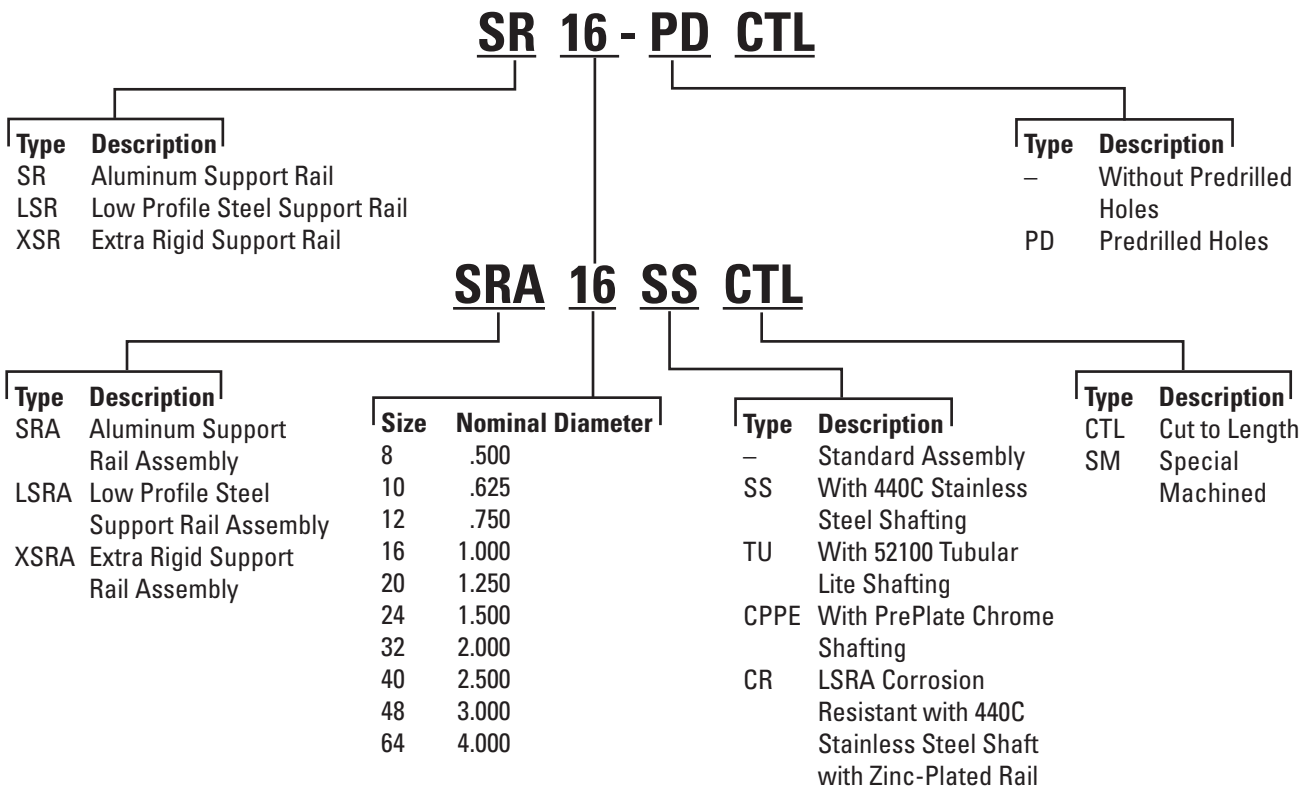 SR 16 - PD CTL
Type Description
SR Aluminum Support Rail
LSR Low Profile Steel Support Rail
XSR Extra Rigid Support Rail
Type Description
– Without Predrilled
Holes
PD Predrilled Holes
SRA 16 SS CTL
Type Description
SRA Aluminum Support
Rail Assembly
LSRA Low Profile Steel
Support Rail Assembly
XSRA Extra Rigid Support
Rail Assembly
Size Nominal Diameter
8 .500
10 .625
12 .750
16 1.000
20 1.250
24 1.500
32 2.000
40 2.500
48 3.000
64 4.000
Type Description
– Standard Assembly
SS With 440C Stainless
Steel Shafting
TU With 52100 Tubular
Lite Shafting
CPPE With PrePlate Chrome
Shafting
CR LSRA Corrosion
Resistant with 440C
Stainless Steel Shaft
with Zinc-Plated Rail
Type Description
CTL Cut to Length
SM Special
Machined